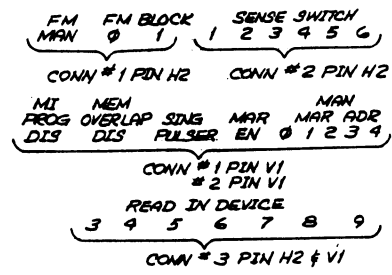 FM FM BLOCK SENSE SWITCH
MAN Ø 1 1 2 3 4 5 6
CONN #1 PIN H2 CONN #2 PIN H2
MI MEM MAN
PROG OVERLAP SING MAR MAR ADR
DIS DIS PULSER EN Ø 1 2 3 4
CONN #1 PIN V1
#2 PIN V1
READ IN DEVICE
3 4 5 6 7 8 9
CONN #3 PIN H2 & V1